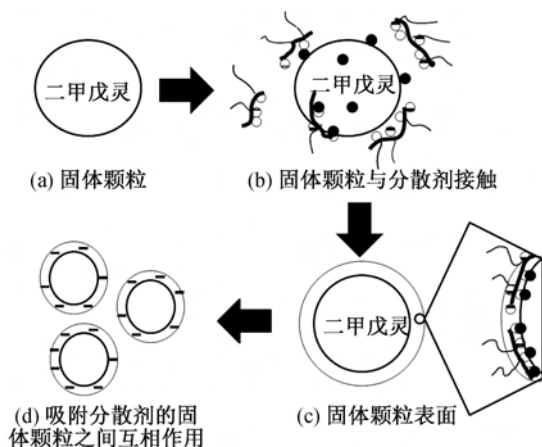 二甲戊灵
(a) 固体颗粒
二甲戊灵
(b) 固体颗粒与分散剂接触
二甲戊灵
(c) 固体颗粒表面
(d) 吸附分散剂的固
体颗粒之间互相作用